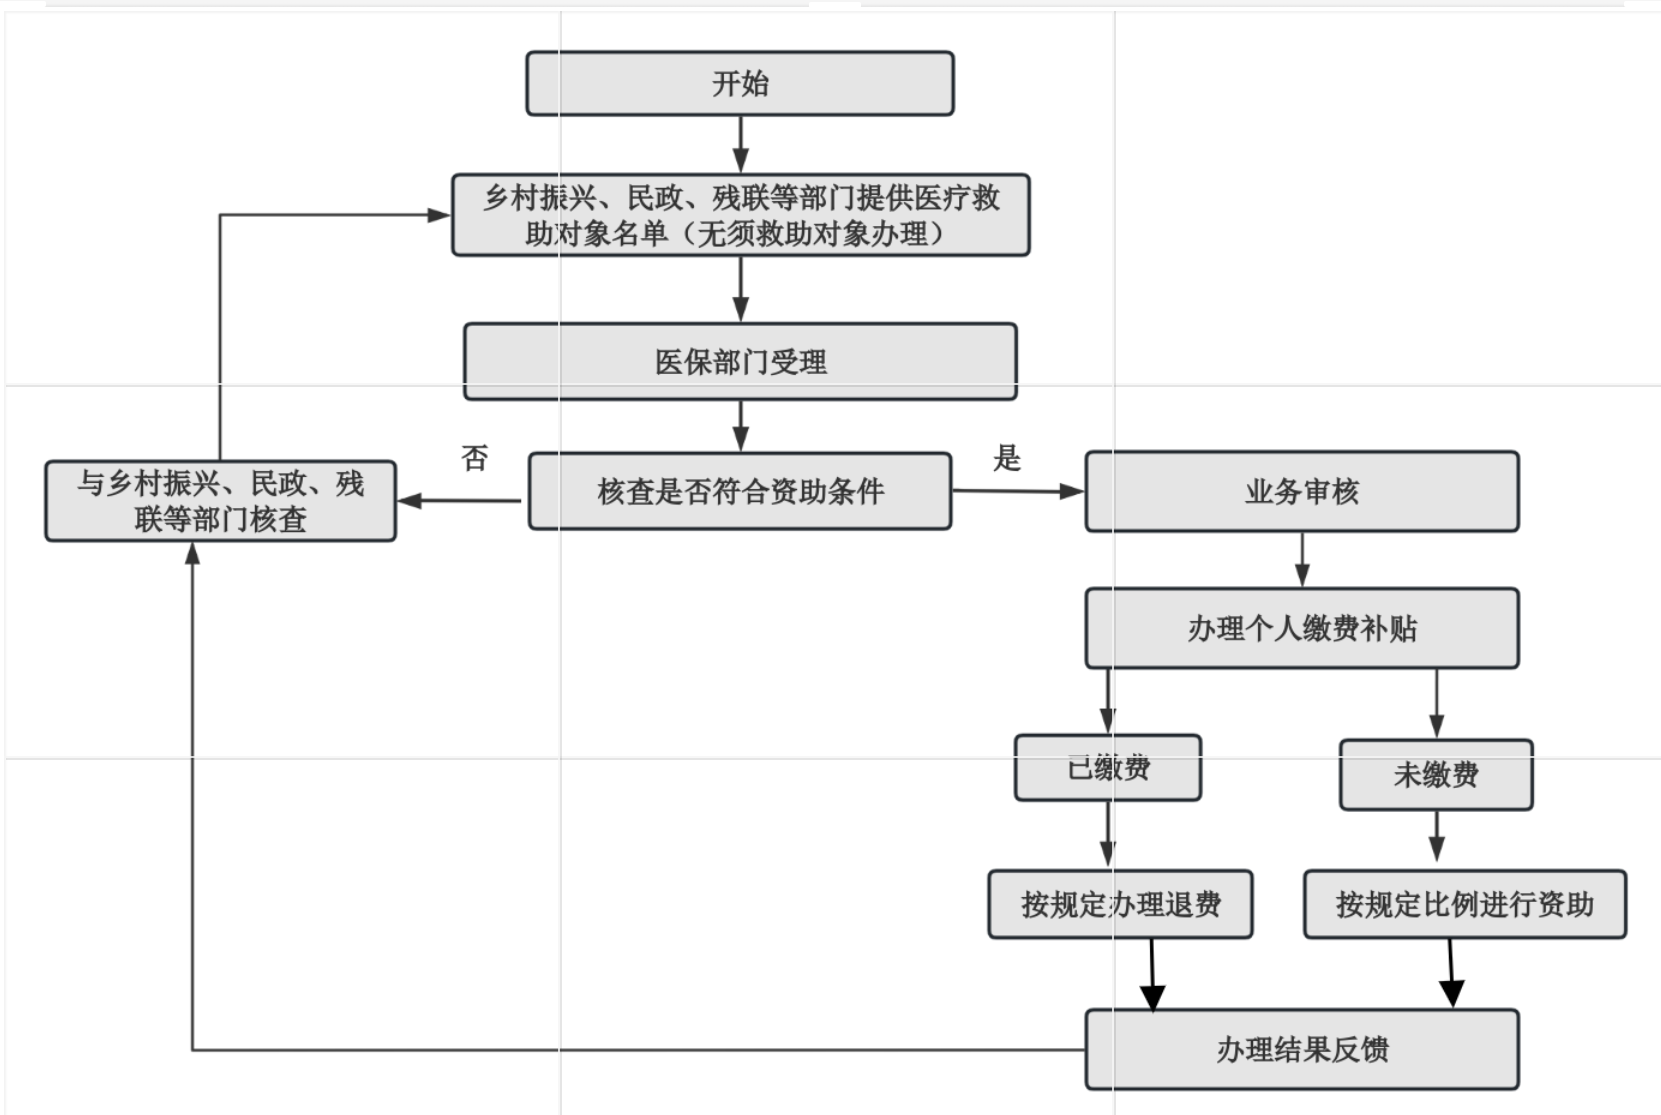 开始
乡村振兴、民政、残联等部门提供医疗救
助对象名单（无须救助对象办理）
医保部门受理
否
是
与乡村振兴、民政、残
联等部门核查
核查是否符合资助条件
业务审核
办理个人缴费补贴
已缴费
未缴费
按规定办理退费
按规定比例进行资助
办理结果反馈